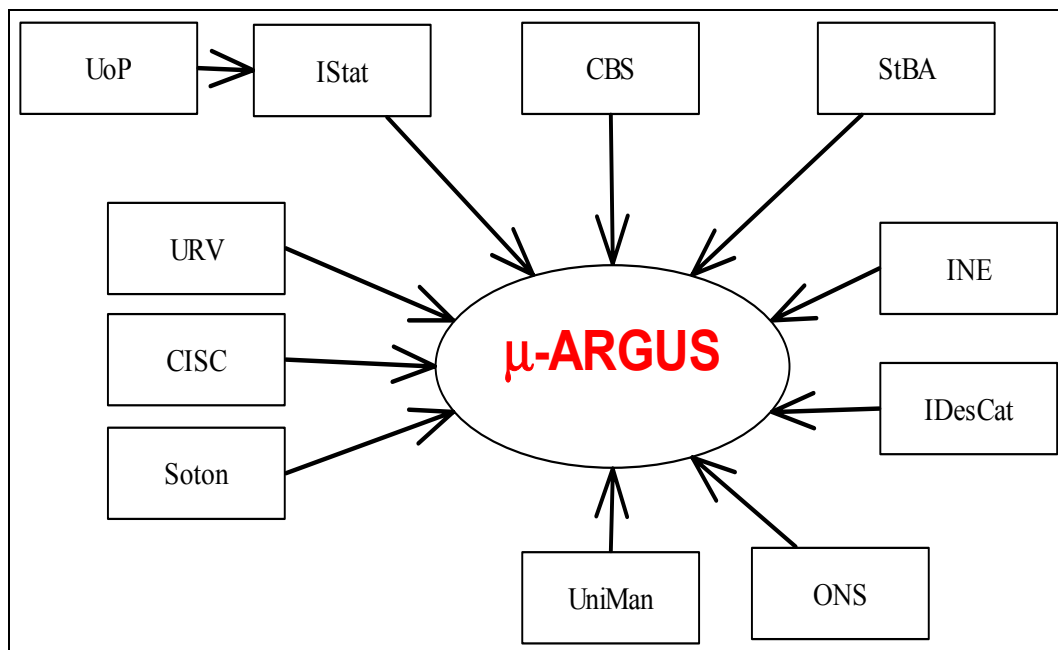 UoP
IStat
CBS
StBA
URV
INE
CISC
μ-ARGUS
IDesCat
Soton
UniMan
ONS